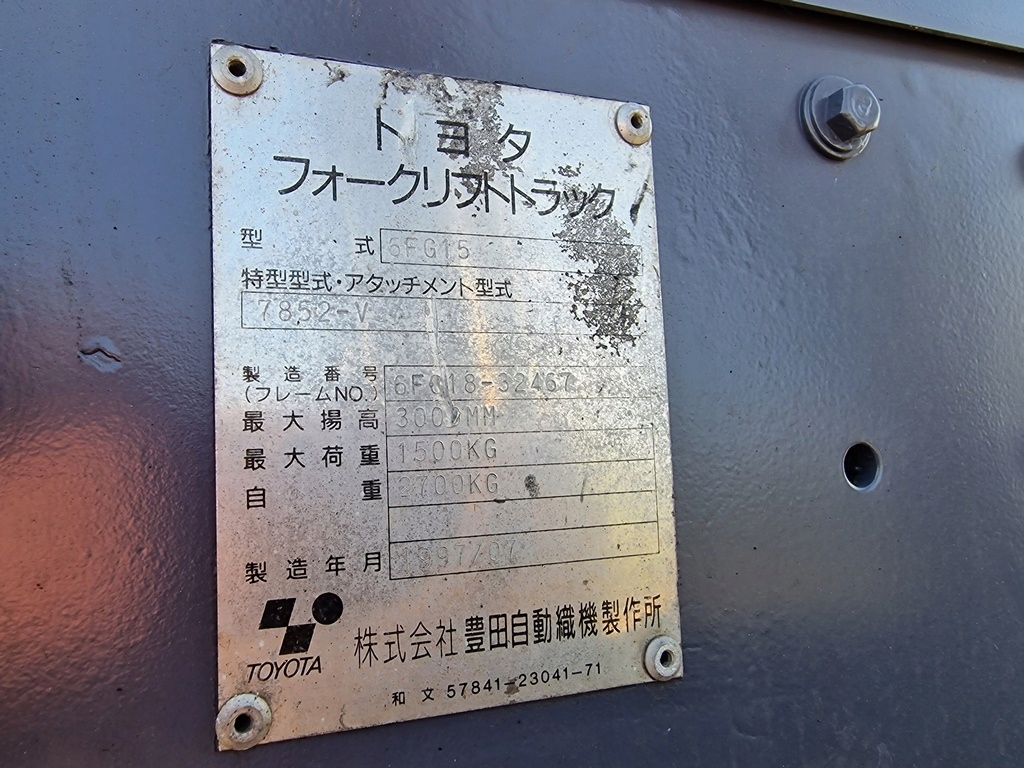 トヨタ
フォークリフトトラック
型式 6FG15
特型型式・アタッチメント型式
7852-V
製造番号 6FG18-32467
(フレームNO.)
最大揚高 3000MM
最大荷重 1500KG
自重 2700KG
製造年月 1997/07
TOYOTA 株式会社 豊田自動織機製作所
和文 57841-23041-71